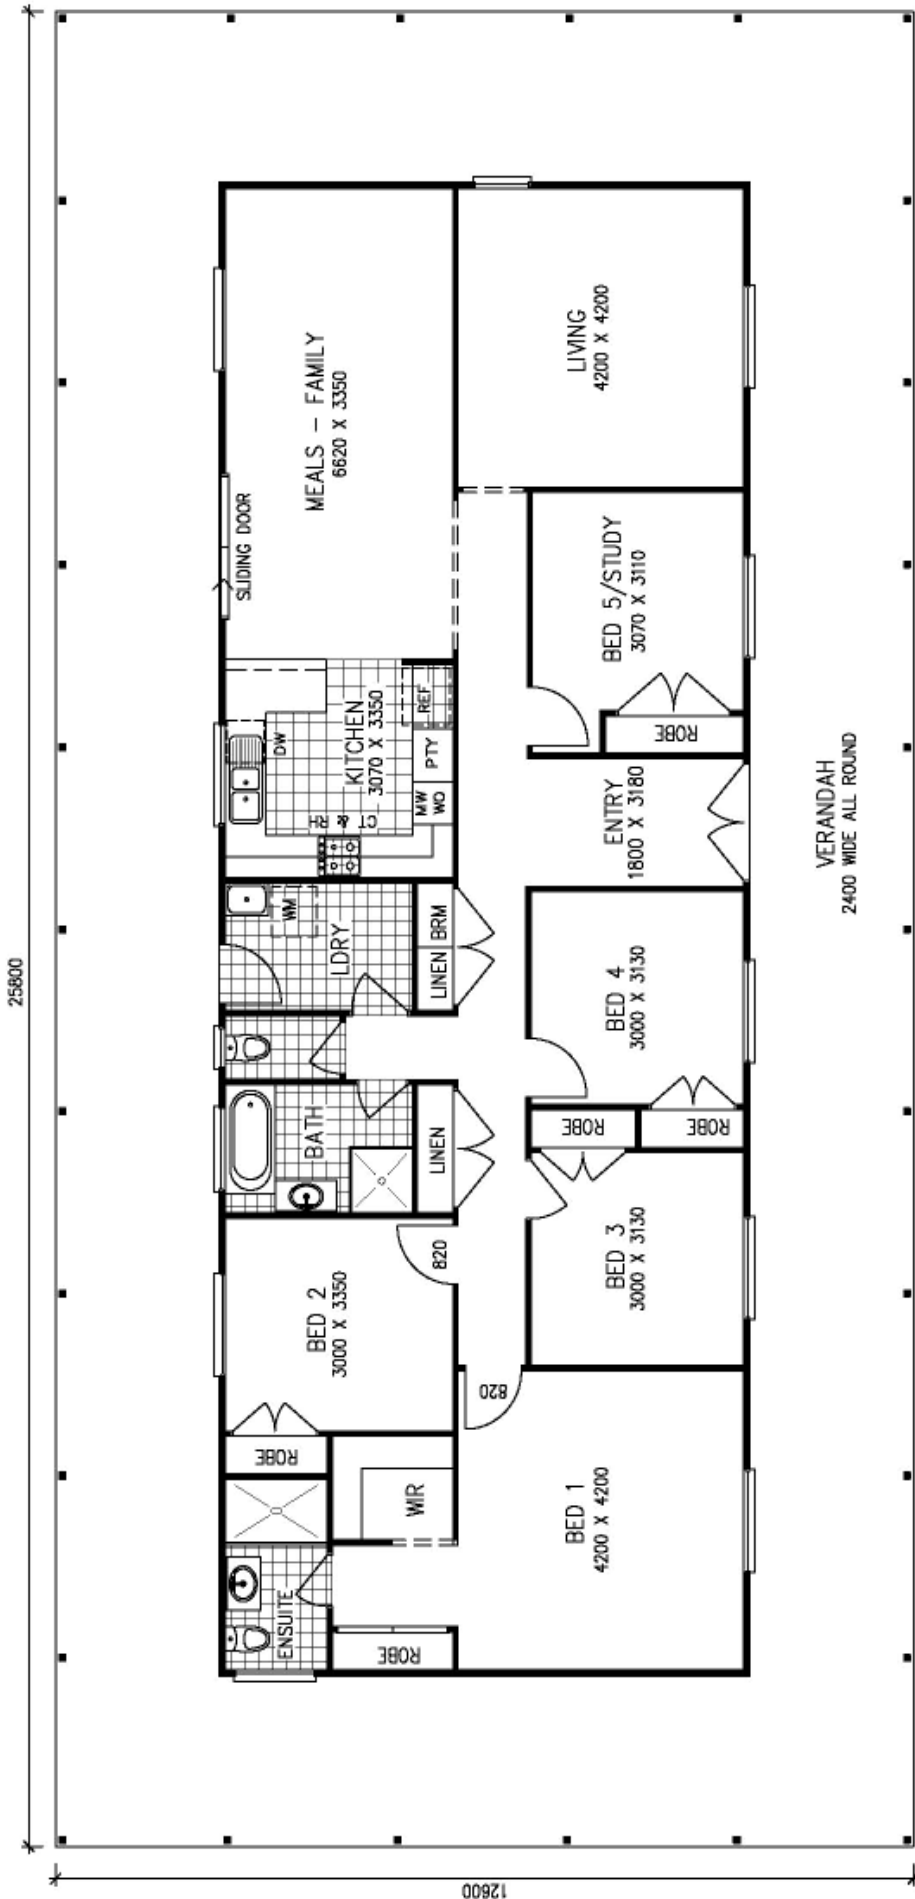 25800
12600
SLIDING DOOR
MEALS – FAMILY
6620 X 3350
LIVING
4200 X 4200
KITCHEN
3070 X 3350
DW
CT & RH
REF
PTY
MW
WO
BED 5/STUDY
3070 X 3110
ROBE
ENTRY
1800 X 3180
VERANDAH
2400 WIDE ALL ROUND
WM
LDRY
BRM
LINEN
BED 4
3000 X 3130
ROBE
ROBE
BATH
LINEN
BED 3
3000 X 3130
BED 2
3000 X 3350
820
820
ROBE
WIR
BED 1
4200 X 4200
ENSUITE
ROBE